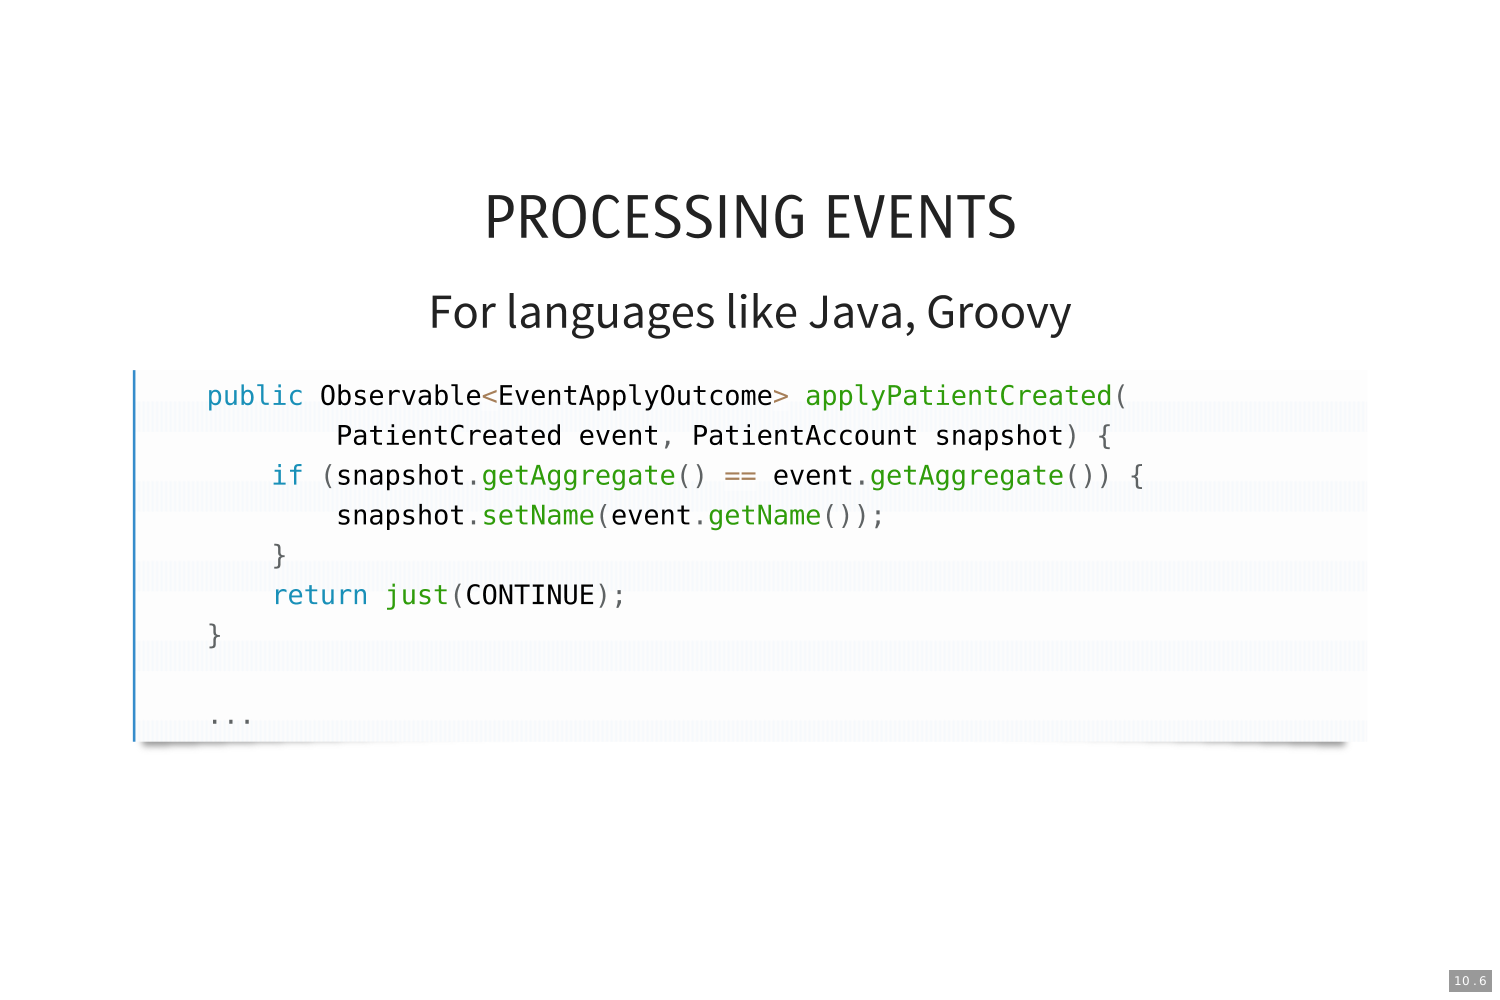 PROCESSING EVENTS
For languages like Java, Groovy
public Observable<EventApplyOutcome> applyPatientCreated(
        PatientCreated event, PatientAccount snapshot) {
    if (snapshot.getAggregate() == event.getAggregate()) {
        snapshot.setName(event.getName());
    }
    return just(CONTINUE);
}
...
10.6